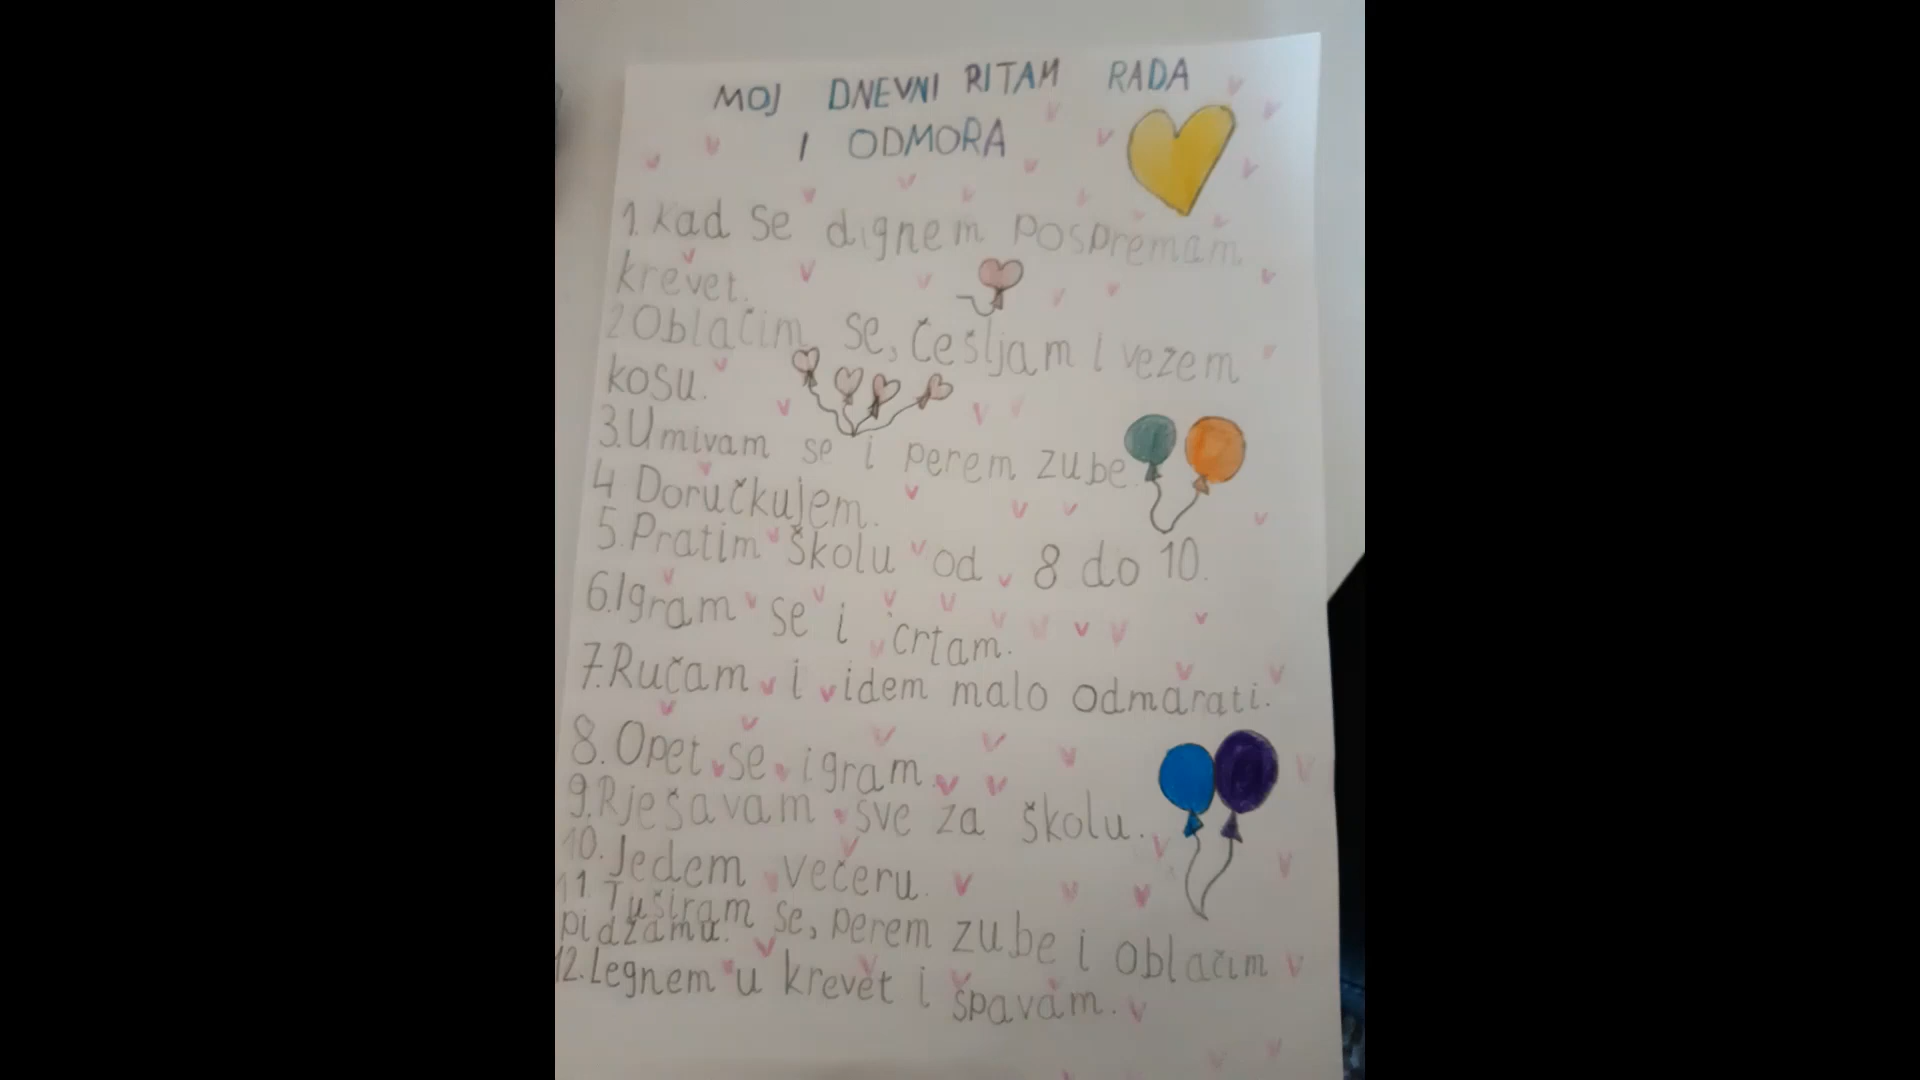 MOJ DNEVNI RITAM RADA
I ODMORA
1. Kad se dignem pospremam
krevet.
2 Oblačim se, češljam i vezem
kosu.
3. Umivam se i perem zube.
4 Doručkujem.
5. Pratim školu od 8 do 10.
6. Igram se i crtam.
7. Ručam i idem malo odmarati.
8. Opet se igram.
9. Rješavam sve za školu.
10. Jedem večeru.
11. Tuširam se, perem zube i oblačim
pidžamu.
12. Legnem u krevet i spavam.